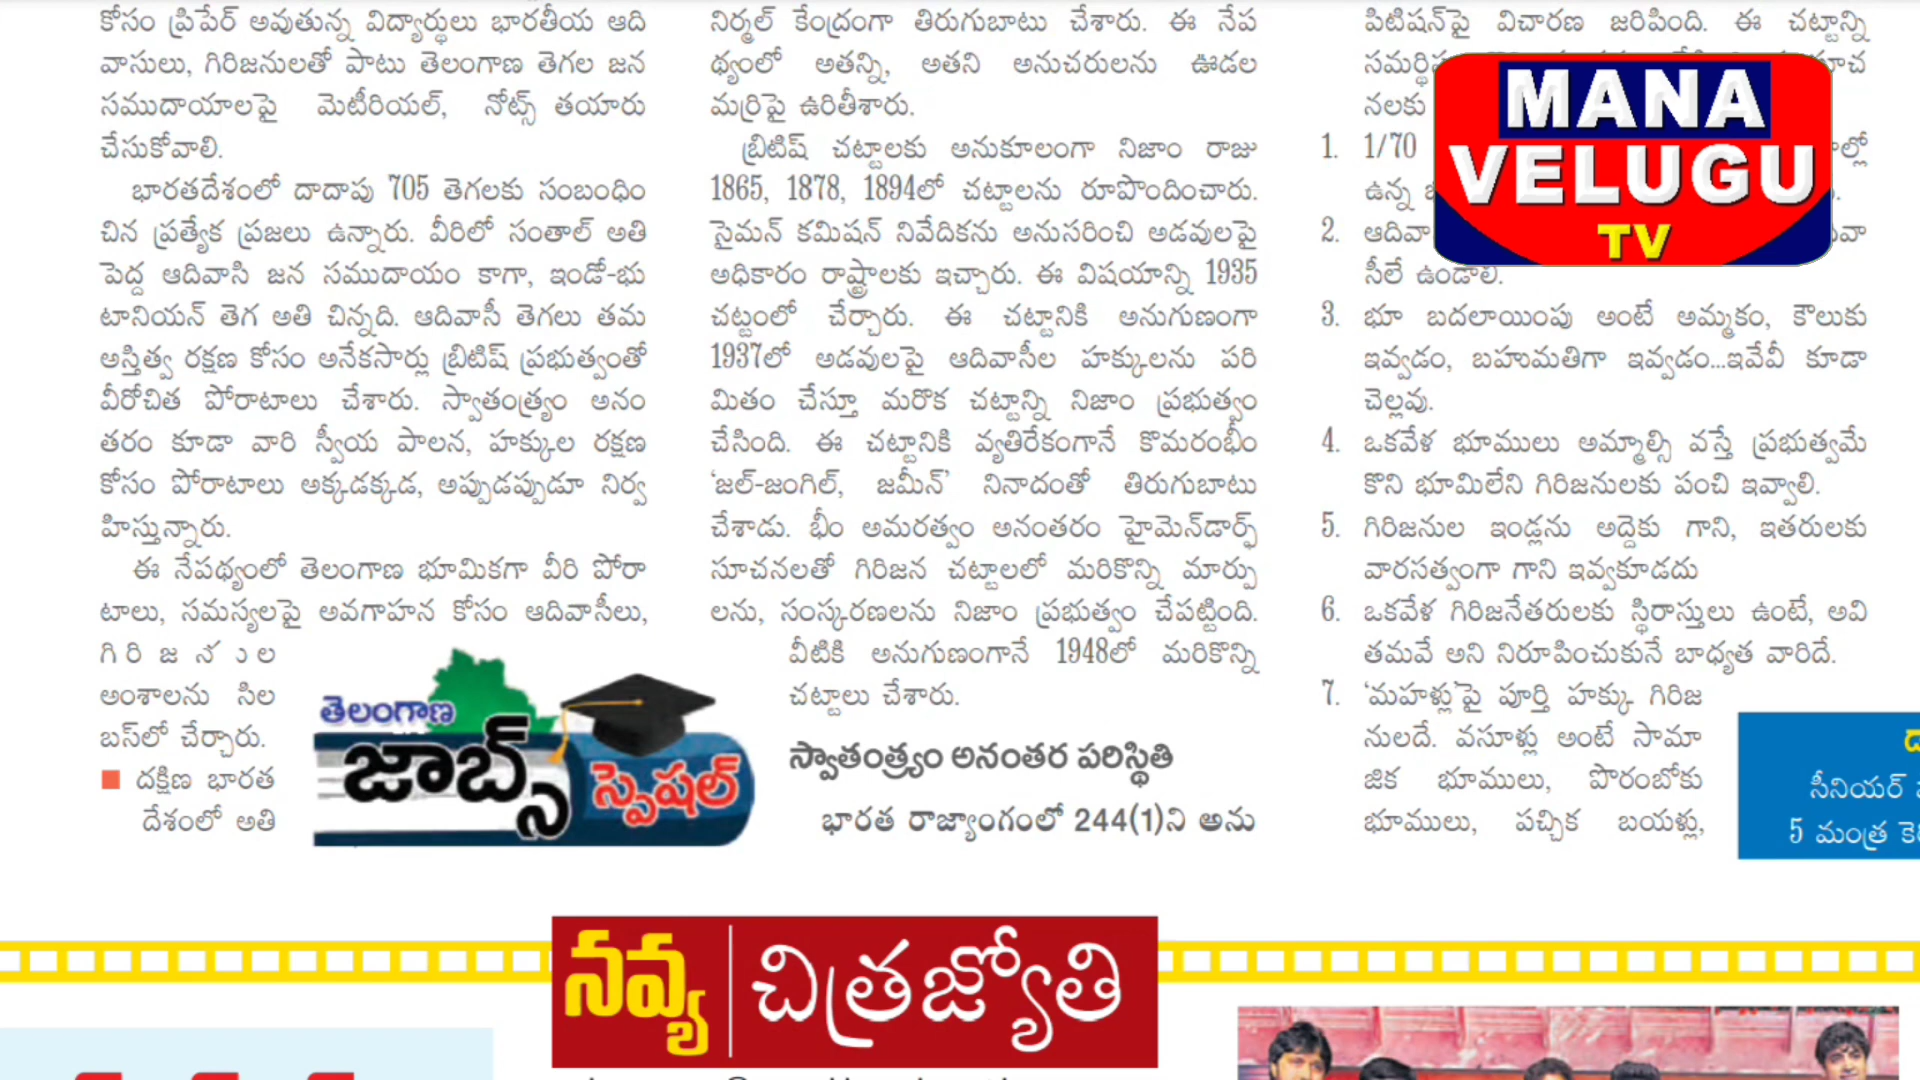 కోసం ప్రిపేర్ అవుతున్న విద్యార్థులు భారతీయ ఆది
వాసులు, గిరిజనులతో పాటు తెలంగాణ తెగల జన
సముదాయాలపై మెటీరియల్, నోట్స్ తయారు
చేసుకోవాలి.
భారతదేశంలో దాదాపు 705 తెగలకు సంబంధిం
చిన ప్రత్యేక ప్రజలు ఉన్నారు. వీరిలో సంతాల్ అతి
పెద్ద ఆదివాసి జన సముదాయం కాగా, ఇండో-భు
టానియన్ తెగ అతి చిన్నది. ఆదివాసీ తెగలు తమ
అస్తిత్వ రక్షణ కోసం అనేకసార్లు బ్రిటిష్ ప్రభుత్వంతో
వీరోచిత పోరాటాలు చేశారు. స్వాతంత్ర్యం అనం
తరం కూడా వారి స్వీయ పాలన, హక్కుల రక్షణ
కోసం పోరాటాలు అక్కడక్కడ, అప్పుడప్పుడూ నిర్వ
హిస్తున్నారు.
ఈ నేపథ్యంలో తెలంగాణ భూమికగా వీరి పోరా
టాలు, సమస్యలపై అవగాహన కోసం ఆదివాసీలు,
గిరిజనుల
అంశాలను సిల
బస్‌లో చేర్చారు.
■ దక్షిణ భారత
దేశంలో అతి
తెలంగాణ
జాబ్స్
స్పెషల్
నిర్మల్ కేంద్రంగా తిరుగుబాటు చేశారు. ఈ నేప
థ్యంలో అతన్ని, అతని అనుచరులను ఊడల
మర్రిపై ఉరితీశారు.
బ్రిటిష్ చట్టాలకు అనుకూలంగా నిజాం రాజు
1865, 1878, 1894లో చట్టాలను రూపొందించారు.
సైమన్ కమిషన్ నివేదికను అనుసరించి అడవులపై
అధికారం రాష్ట్రాలకు ఇచ్చారు. ఈ విషయాన్ని 1935
చట్టంలో చేర్చారు. ఈ చట్టానికి అనుగుణంగా
1937లో అడవులపై ఆదివాసీల హక్కులను పరి
మితం చేస్తూ మరొక చట్టాన్ని నిజాం ప్రభుత్వం
చేసింది. ఈ చట్టానికి వ్యతిరేకంగానే కొమరంభీం
‘జల్-జంగిల్, జమీన్’ నినాదంతో తిరుగుబాటు
చేశాడు. భీం అమరత్వం అనంతరం హైమెన్‌డార్ఫ్
సూచనలతో గిరిజన చట్టాలలో మరికొన్ని మార్పు
లను, సంస్కరణలను నిజాం ప్రభుత్వం చేపట్టింది.
వీటికి అనుగుణంగానే 1948లో మరికొన్ని
చట్టాలు చేశారు.
స్వాతంత్ర్యం అనంతర పరిస్థితి
భారత రాజ్యాంగంలో 244(1)ని అను
పిటిషన్‌పై విచారణ జరిపింది. ఈ చట్టాన్ని
నలకు
1. 1/70
ఉన్న
2.
సీలే ఉండాలి.
3. భూ బదలాయింపు అంటే అమ్మకం, కౌలుకు
ఇవ్వడం, బహుమతిగా ఇవ్వడం...ఇవేవీ కూడా
చెల్లవు.
4. ఒకవేళ భూములు అమ్మాల్సి వస్తే ప్రభుత్వమే
కొని భూమిలేని గిరిజనులకు పంచి ఇవ్వాలి.
5. గిరిజనుల ఇండ్లను అద్దెకు గాని, ఇతరులకు
వారసత్వంగా గాని ఇవ్వకూడదు
6. ఒకవేళ గిరిజనేతరులకు స్థిరాస్తులు ఉంటే, అవి
తమవే అని నిరూపించుకునే బాధ్యత వారిదే.
7. ‘మహళ్లు’పై పూర్తి హక్కు గిరిజ
నులదే. వసూళ్లు అంటే సామా
జిక భూములు, పొరంబోకు
భూములు, పచ్చిక బయళ్లు,
MANA
VELUGU
TV
సీనియర్
5 మంత్ర
నవ్య
చిత్రజ్యోతి